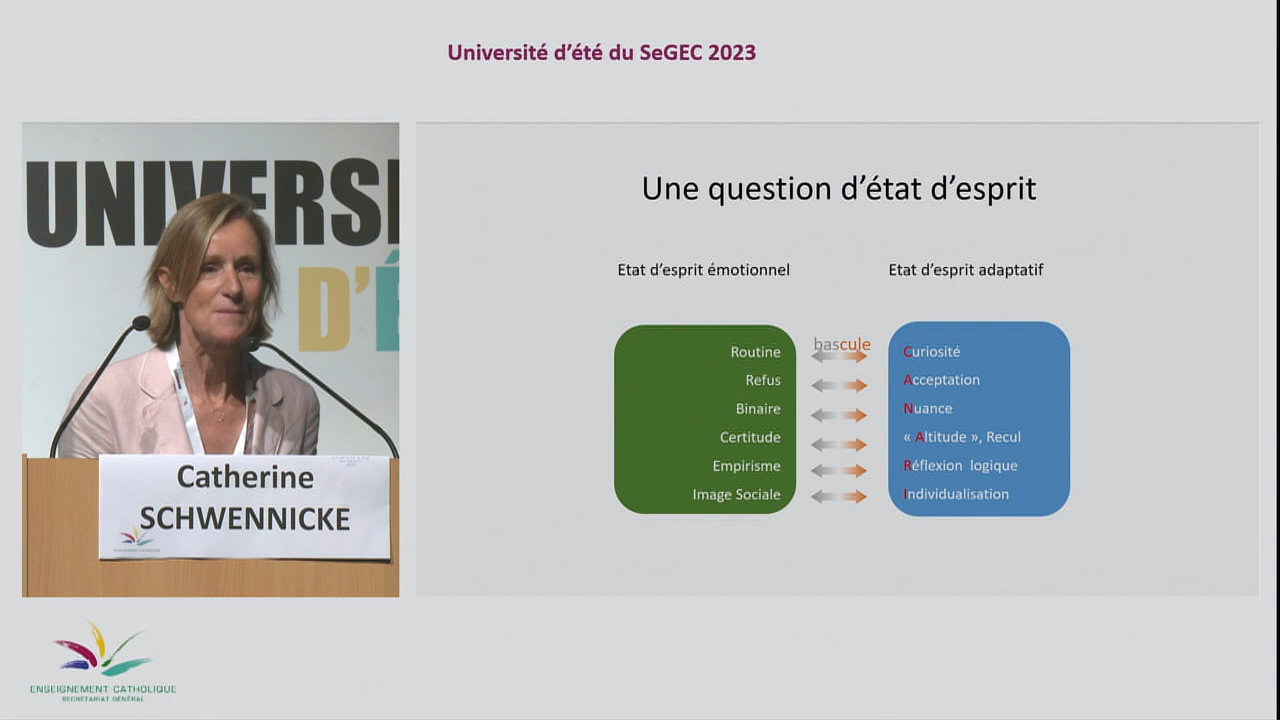 Université d’été du SeGEC 2023
UNIVERSI
D’É
Catherine
SCHWENNICKE
ENSEIGNEMENT CATHOLIQUE
SECRÉTARIAT GÉNÉRAL
Une question d’état d’esprit
Etat d’esprit émotionnel
Etat d’esprit adaptatif
bascule
Routine
Refus
Binaire
Certitude
Empirisme
Image Sociale
Curiosité
Acceptation
Nuance
« Altitude », Recul
Réflexion logique
Individualisation